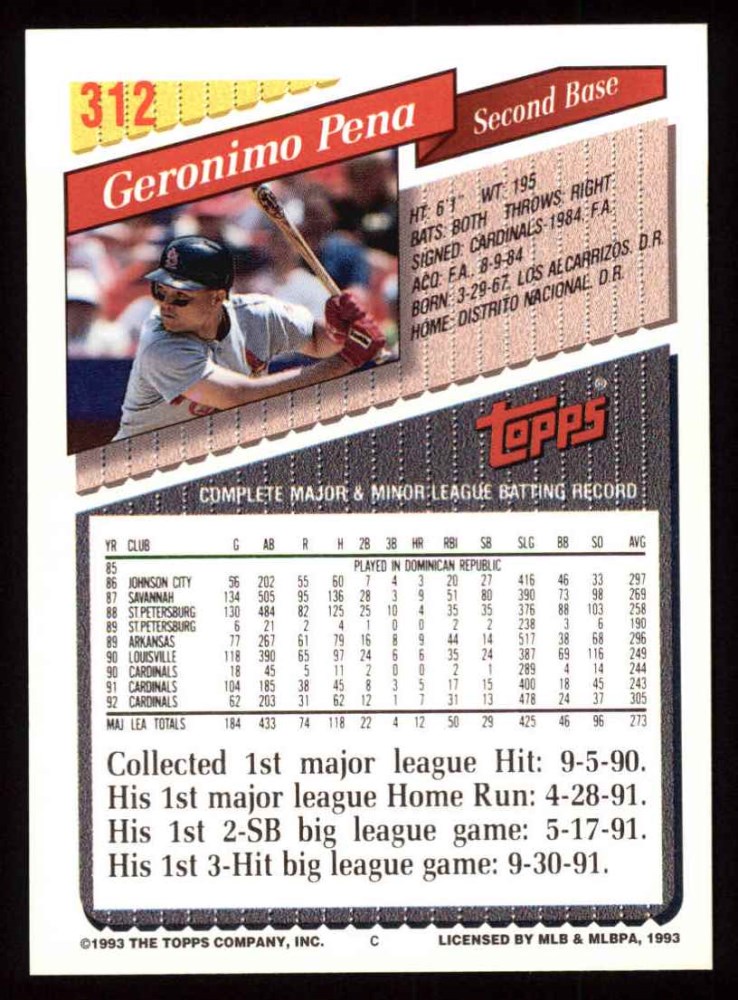 312
Geronimo Pena
Second Base
HT: 6'1" WT: 195
BATS: BOTH THROWS: RIGHT
SIGNED: CARDINALS-1984, F.A.
ACQ: F.A., 8-9-84
BORN: 3-29-67, LOS ALCARRIZOS, D.R.
HOME: DISTRITO NACIONAL, D.R.
topps®
COMPLETE MAJOR & MINOR LEAGUE BATTING RECORD
YR CLUB G AB R H 2B 3B HR RBI SB SLG BB SO AVG
85 PLAYED IN DOMINICAN REPUBLIC
86 JOHNSON CITY 56 202 55 60 7 4 3 20 27 416 46 33 297
87 SAVANNAH 134 505 95 136 28 3 9 51 80 390 73 98 269
88 ST.PETERSBURG 130 484 82 125 25 10 4 35 35 376 88 103 258
89 ST.PETERSBURG 6 21 2 4 1 0 0 2 2 238 3 6 190
89 ARKANSAS 77 267 61 79 16 8 9 44 14 517 38 68 296
90 LOUISVILLE 118 390 65 97 24 6 6 35 24 387 69 116 249
90 CARDINALS 18 45 5 11 2 0 0 2 1 289 4 14 244
91 CARDINALS 104 185 38 45 8 3 5 17 15 400 18 45 243
92 CARDINALS 62 203 31 62 12 1 7 31 13 478 24 37 305
MAJ LEA TOTALS 184 433 74 118 22 4 12 50 29 425 46 96 273
Collected 1st major league Hit: 9-5-90.
His 1st major league Home Run: 4-28-91.
His 1st 2-SB big league game: 5-17-91.
His 1st 3-Hit big league game: 9-30-91.
©1993 THE TOPPS COMPANY, INC. C LICENSED BY MLB & MLBPA, 1993